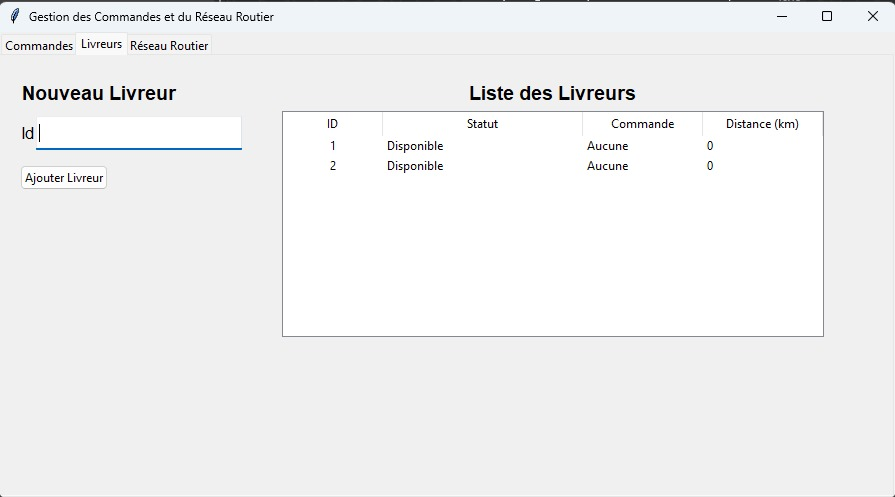 Gestion des Commandes et du Réseau Routier
Commandes Livreurs Réseau Routier
Nouveau Livreur
Id
Ajouter Livreur
Liste des Livreurs
ID Statut Commande Distance (km)
1 Disponible Aucune 0
2 Disponible Aucune 0